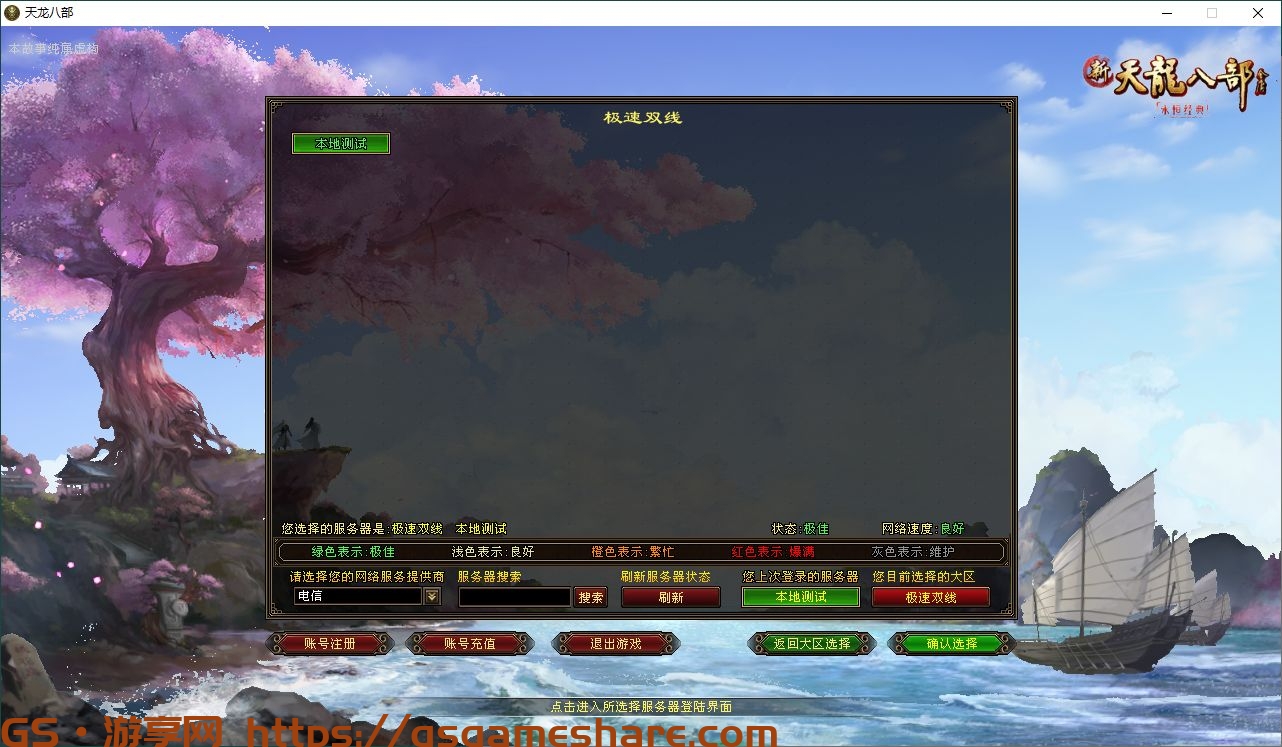 天龙八部
本故事纯属虚构
新天龍八部
「永恒经典」
极速双线
本地测试
您选择的服务器是:极速双线 本地测试 状态:极佳 网络速度:良好
绿色表示:极佳 浅色表示:良好 橙色表示:繁忙 红色表示:爆满 灰色表示:维护
请选择您的网络服务提供商 服务器搜索 刷新服务器状态 您上次登录的服务器 您目前选择的大区
电信 搜索 刷新 本地测试 极速双线
账号注册 账号充值 退出游戏 返回大区选择 确认选择
点击进入所选择服务器登陆界面
GS·游享网 https://gsgameshare.com